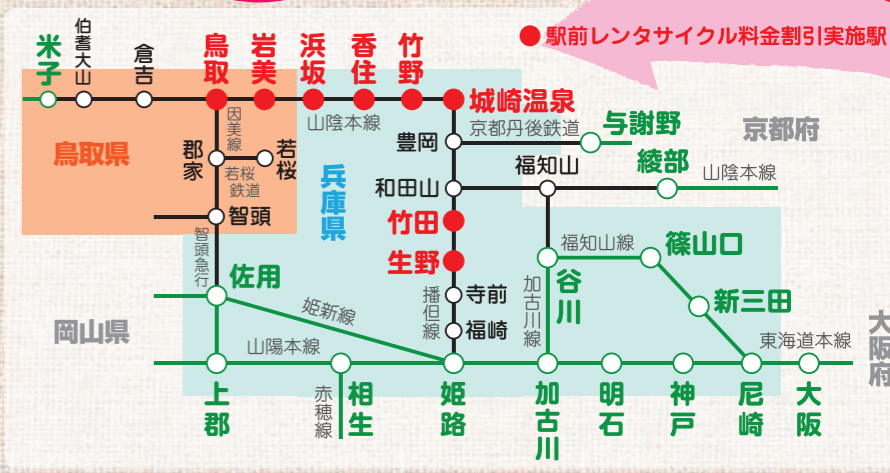 駅前レンタサイクル料金割引実施駅
米子
伯耆大山
倉吉
鳥取
岩美
浜坂
香住
竹野
城崎温泉
山陰本線
因美線
京都丹後鉄道
与謝野
京都府
鳥取県
郡家
若桜
若桜鉄道
兵庫県
豊岡
福知山
綾部
山陰本線
和田山
智頭
竹田
智頭急行
福知山線
篠山口
生野
佐用
谷川
加古川線
播但線
寺前
新三田
姫新線
福崎
岡山県
山陽本線
東海道本線
大阪府
上郡
赤穂線
相生
姫路
加古川
明石
神戸
尼崎
大阪